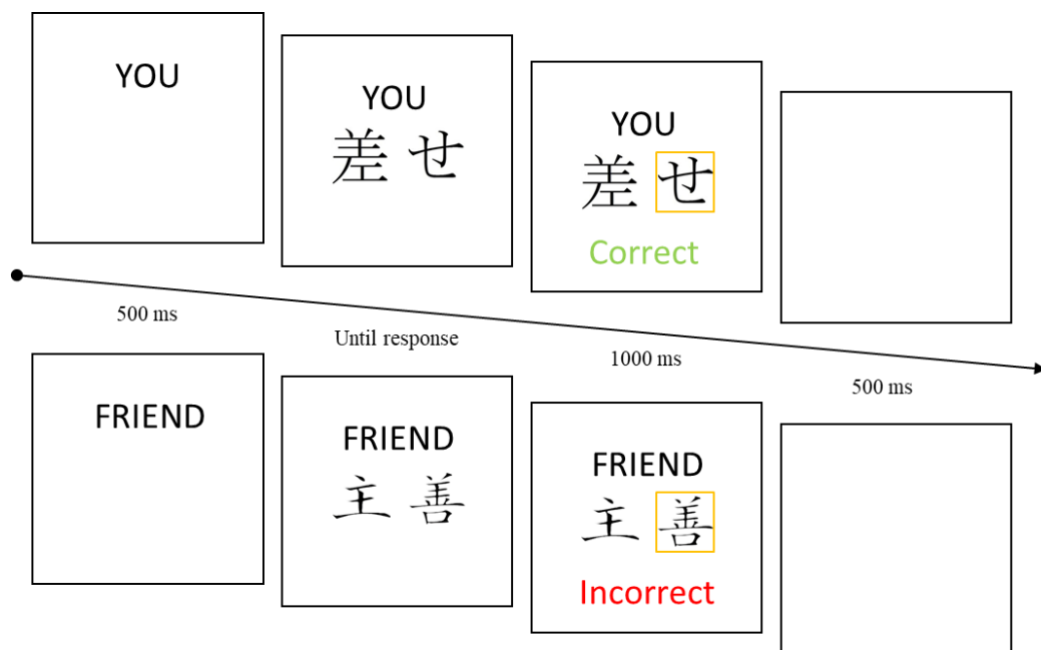 YOU
YOU
差 せ
YOU
差 せ
Correct
500 ms
Until response
1000 ms
500 ms
FRIEND
FRIEND
主 善
FRIEND
主 善
Incorrect